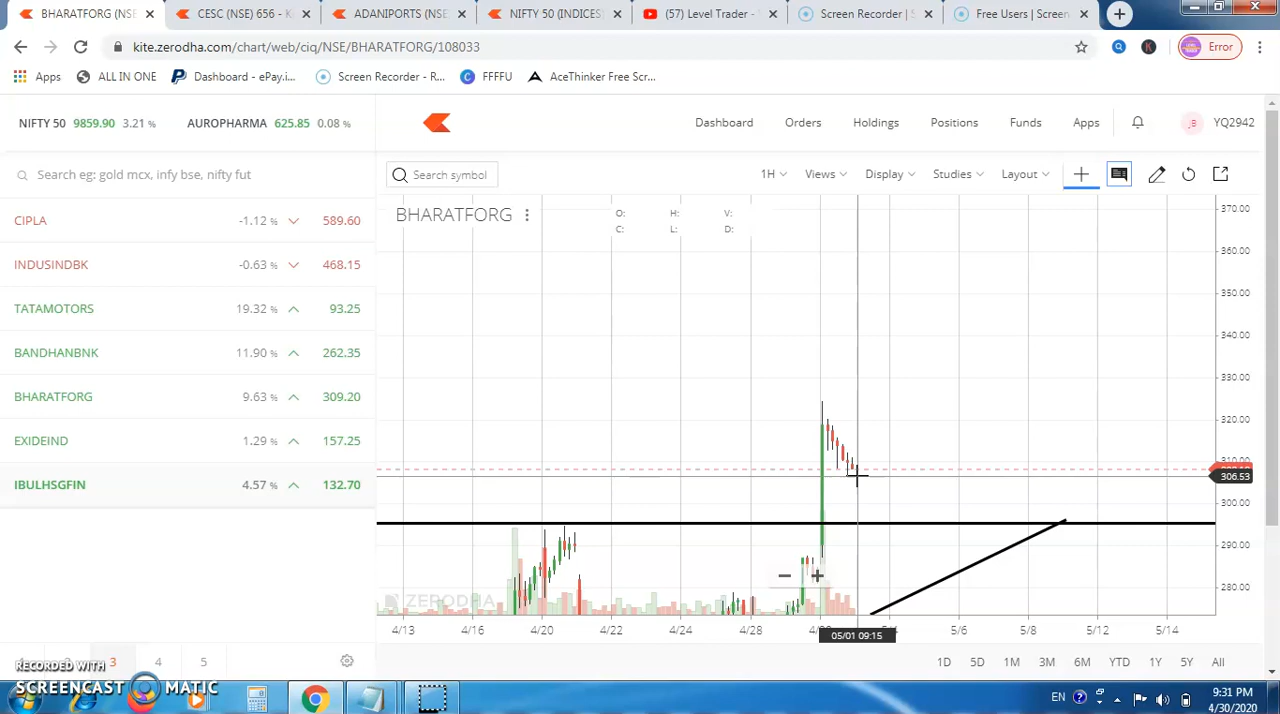 BHARATFORG (NSE
CESC (NSE) 656 - Ki
ADANIPORTS (NSE)
NIFTY 50 (INDICES)
(57) Level Trader -
Screen Recorder | S
Free Users | Screen
kite.zerodha.com/chart/web/ciq/NSE/BHARATFORG/108033
Error
Apps
ALL IN ONE
Dashboard - ePay.i...
Screen Recorder - R...
FFFFU
AceThinker Free Scr...
NIFTY 50 9859.90 3.21 %
AUROPHARMA 625.85 0.08 %
Dashboard
Orders
Holdings
Positions
Funds
Apps
YQ2942
Search eg: gold mcx, infy bse, nifty fut
CIPLA -1.12 % 589.60
INDUSINDBK -0.63 % 468.15
TATAMOTORS 19.32 % 93.25
BANDHANBNK 11.90 % 262.35
BHARATFORG 9.63 % 309.20
EXIDEIND 1.29 % 157.25
IBULHSGFIN 4.57 % 132.70
Search symbol
1H
Views
Display
Studies
Layout
BHARATFORG
O: H: V:
C: L: D:
370.00
360.00
350.00
340.00
330.00
320.00
310.00
306.53
300.00
290.00
280.00
ZERODHA
4/13 4/16 4/20 4/22 4/24 4/28 5/6 5/8 5/12 5/14
05/01 09:15
3 4 5
1D 5D 1M 3M 6M YTD 1Y 5Y All
RECORDED WITH
SCREENCAST MATIC
EN
9:31 PM
4/30/2020